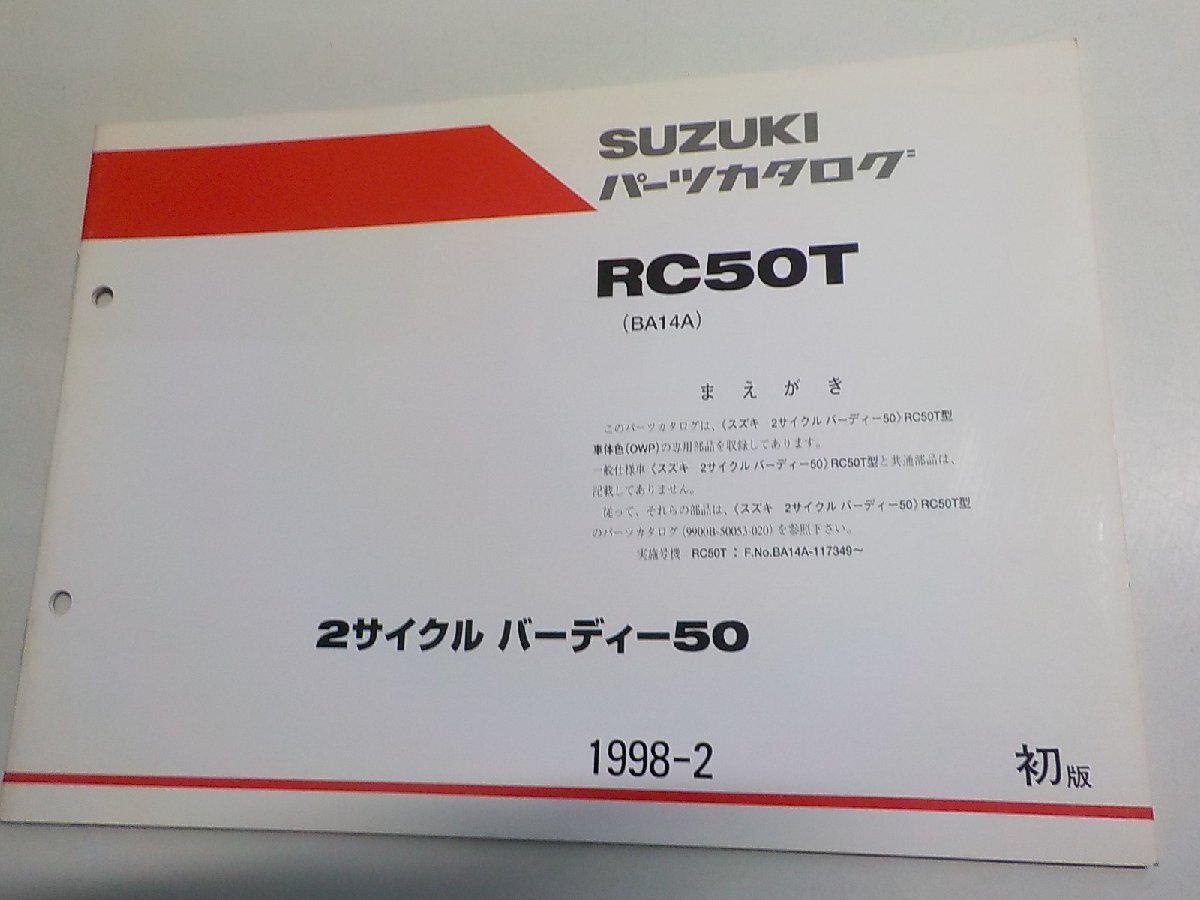 SUZUKI
パーツカタログ
RC50T
(BA14A)
まえがき
このパーツカタログは、〈スズキ 2サイクル バーディー50〉RC50T型
車体色(OWP)の専用部品を収録してあります。
一般仕様車〈スズキ 2サイクル バーディー50〉RC50T型と共通部品は、
記載してありません。
従って、それらの部品は、〈スズキ 2サイクル バーディー50〉RC50T型
のパーツカタログ(9900B-50053-020)を参照下さい。
実施号機 RC50T : F.No.BA14A-117349~
2サイクル バーディー50
1998-2
初版